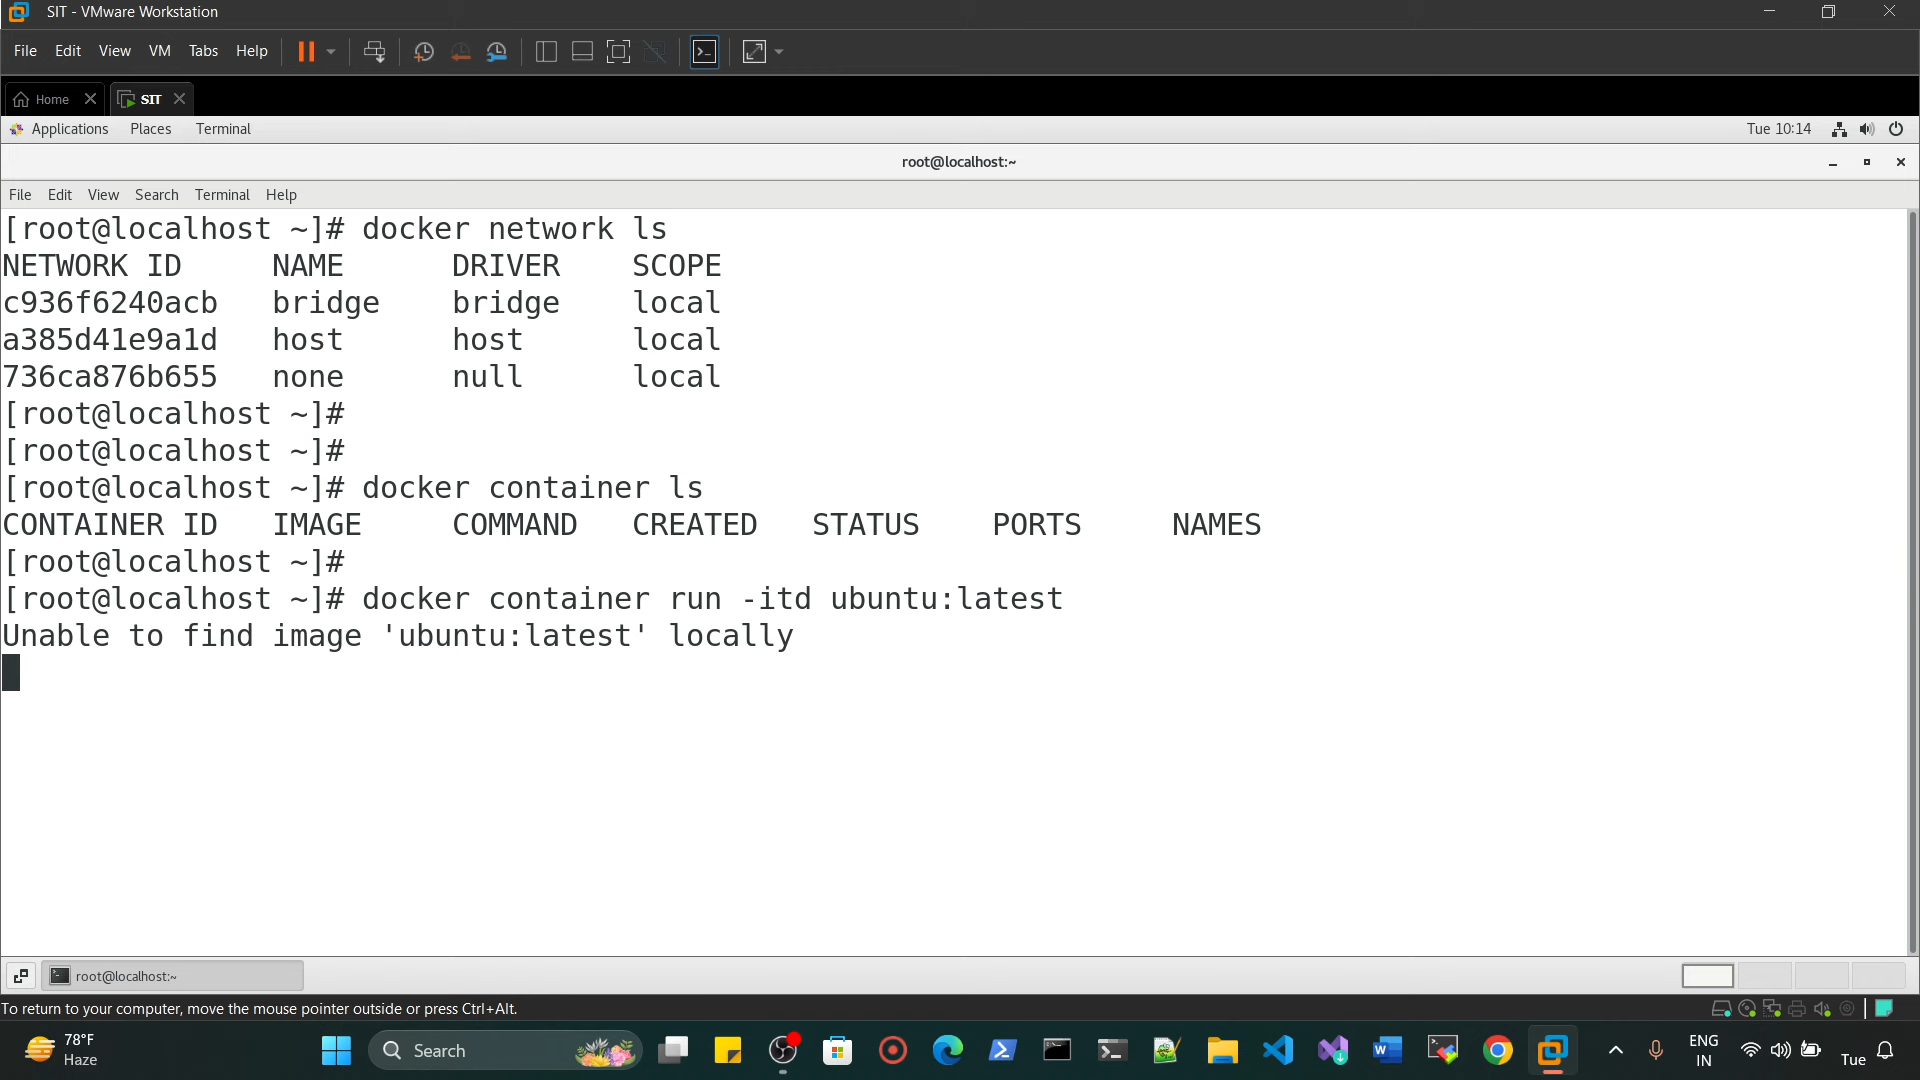 SIT - VMware Workstation
File Edit View VM Tabs Help
Home SIT
Applications Places Terminal Tue 10:14
root@localhost:~
File Edit View Search Terminal Help
[root@localhost ~]# docker network ls
NETWORK ID NAME DRIVER SCOPE
c936f6240acb bridge bridge local
a385d41e9a1d host host local
736ca876b655 none null local
[root@localhost ~]#
[root@localhost ~]#
[root@localhost ~]# docker container ls
CONTAINER ID IMAGE COMMAND CREATED STATUS PORTS NAMES
[root@localhost ~]#
[root@localhost ~]# docker container run -itd ubuntu:latest
Unable to find image 'ubuntu:latest' locally
root@localhost:~
To return to your computer, move the mouse pointer outside or press Ctrl+Alt.
78°F
Haze
Search
ENG
IN
Tue